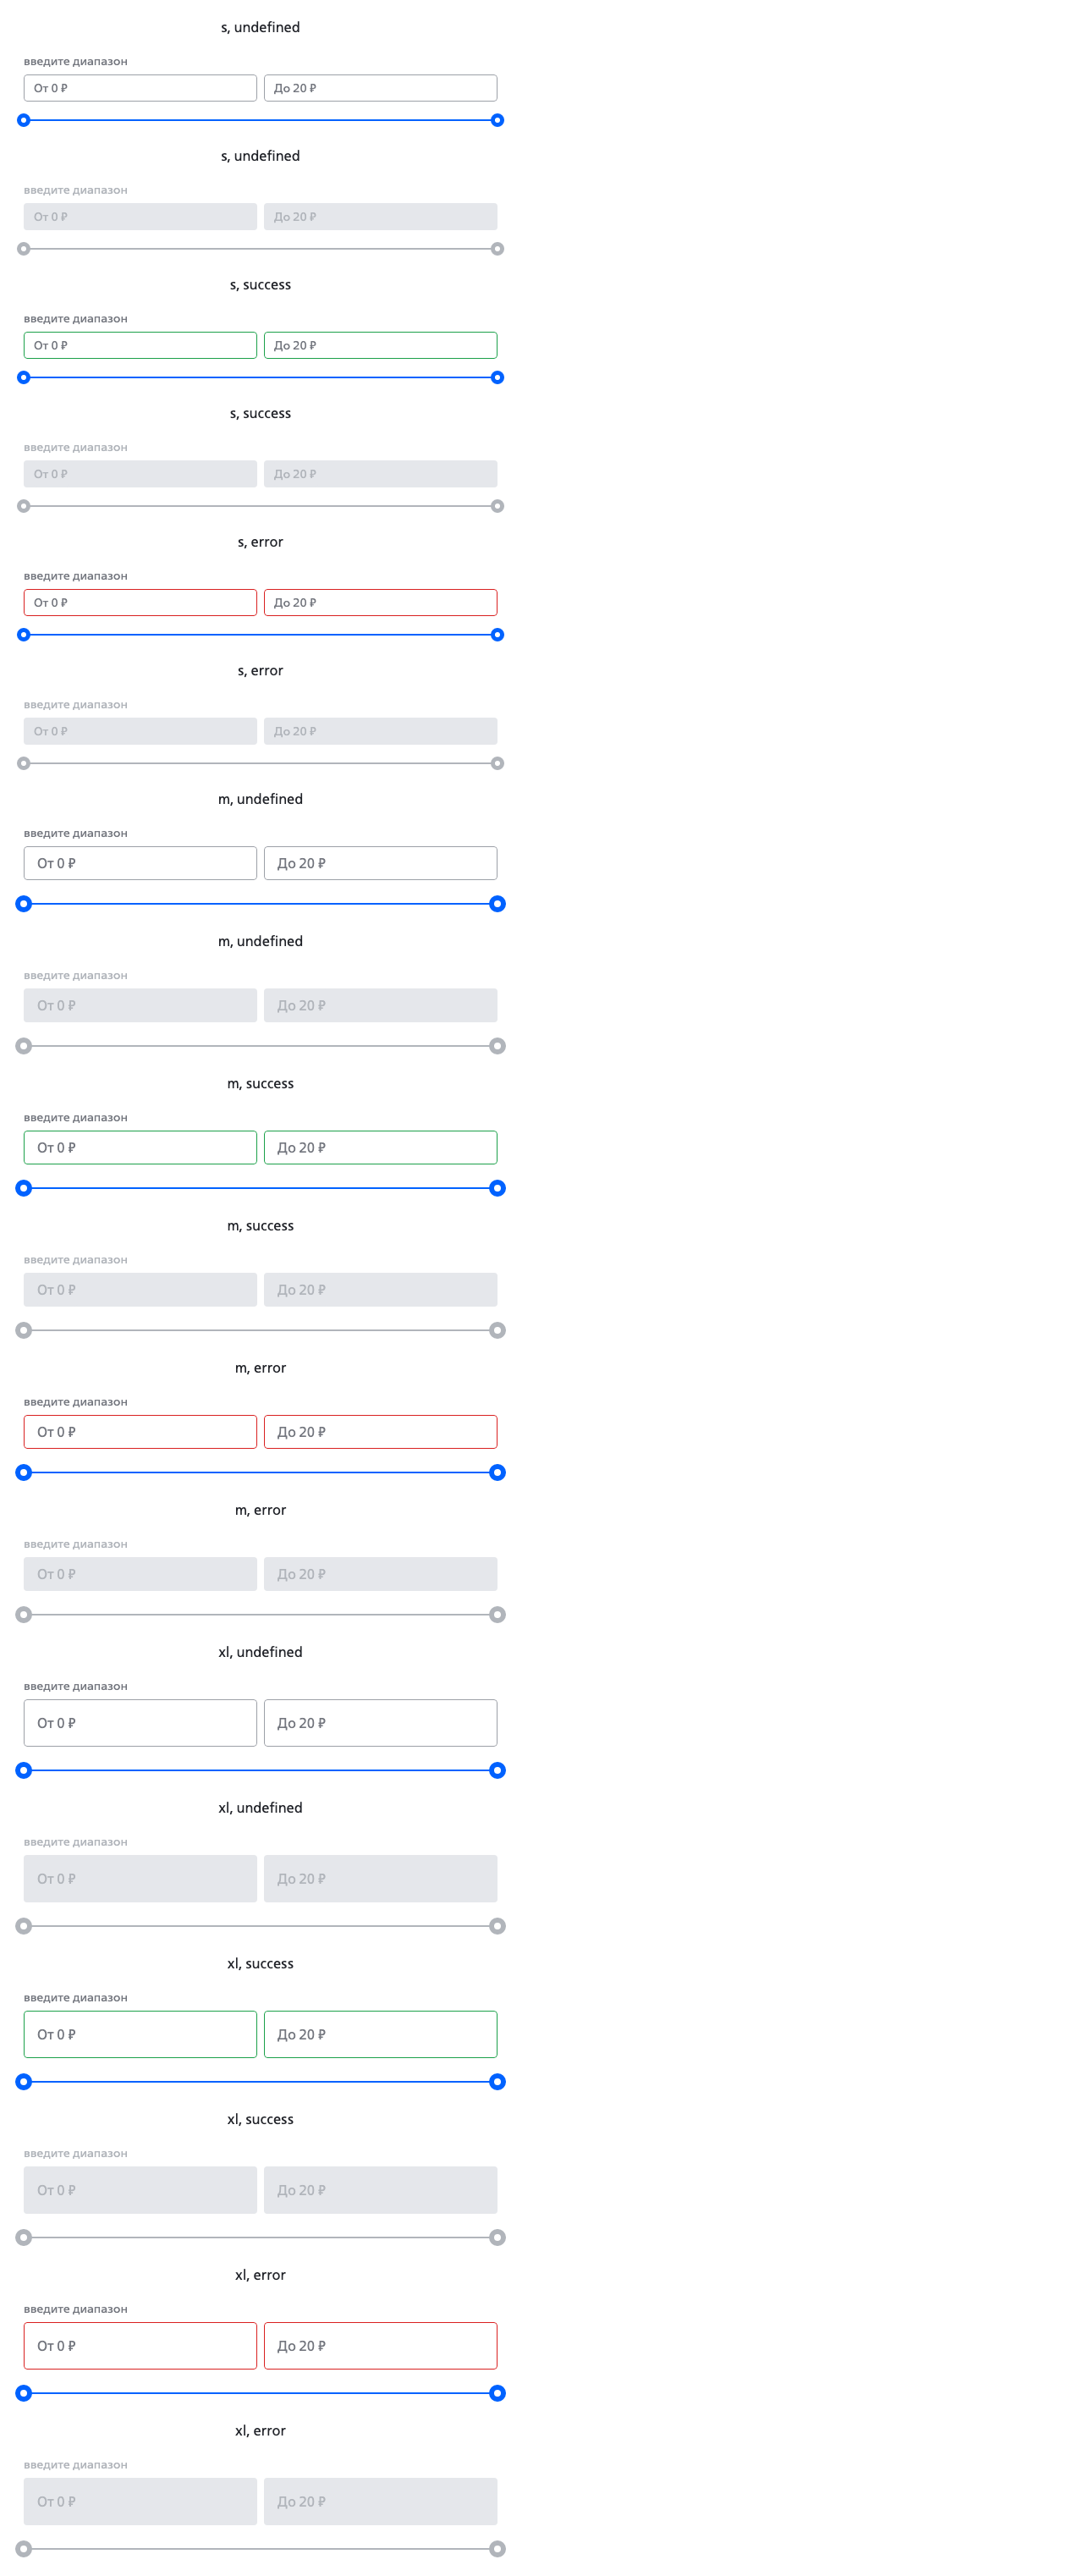 s, undefined
введите диапазон
От 0 ₽ До 20 ₽
s, undefined
введите диапазон
От 0 ₽ До 20 ₽
s, success
введите диапазон
От 0 ₽ До 20 ₽
s, success
введите диапазон
От 0 ₽ До 20 ₽
s, error
введите диапазон
От 0 ₽ До 20 ₽
s, error
введите диапазон
От 0 ₽ До 20 ₽
m, undefined
введите диапазон
От 0 ₽ До 20 ₽
m, undefined
введите диапазон
От 0 ₽ До 20 ₽
m, success
введите диапазон
От 0 ₽ До 20 ₽
m, success
введите диапазон
От 0 ₽ До 20 ₽
m, error
введите диапазон
От 0 ₽ До 20 ₽
m, error
введите диапазон
От 0 ₽ До 20 ₽
xl, undefined
введите диапазон
От 0 ₽ До 20 ₽
xl, undefined
введите диапазон
От 0 ₽ До 20 ₽
xl, success
введите диапазон
От 0 ₽ До 20 ₽
xl, success
введите диапазон
От 0 ₽ До 20 ₽
xl, error
введите диапазон
От 0 ₽ До 20 ₽
xl, error
введите диапазон
От 0 ₽ До 20 ₽